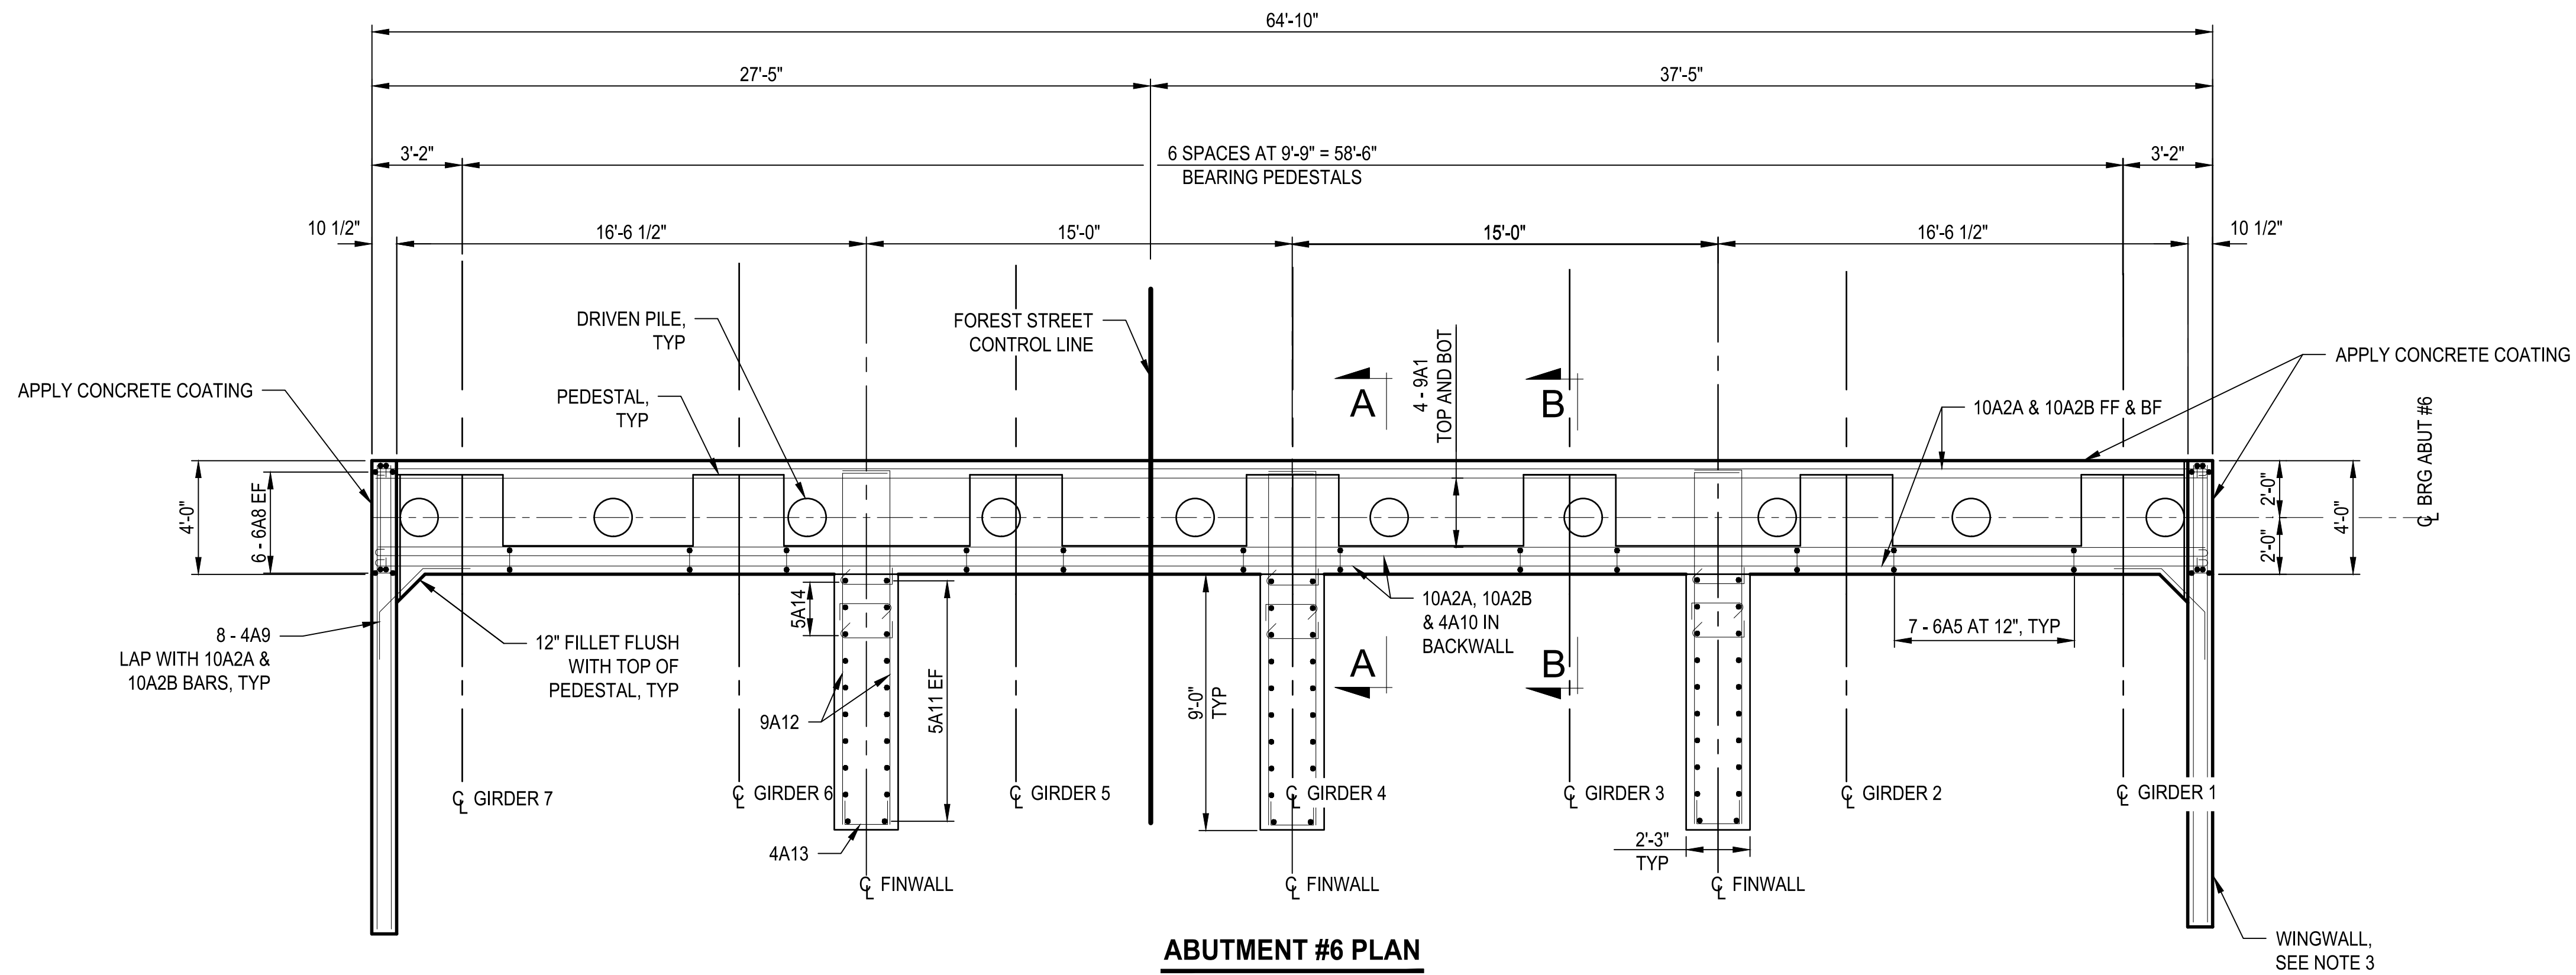 64'-10"
27'-5"
37'-5"
3'-2"
6 SPACES AT 9'-9" = 58'-6"
BEARING PEDESTALS
3'-2"
10 1/2"
16'-6 1/2"
15'-0"
15'-0"
16'-6 1/2"
10 1/2"
DRIVEN PILE,
TYP
FOREST STREET
CONTROL LINE
4 - 9A1
TOP AND BOT
APPLY CONCRETE COATING
APPLY CONCRETE COATING
PEDESTAL,
TYP
A
B
10A2A & 10A2B FF & BF
℄ BRG ABUT #6
4'-0"
6 - 6A8 EF
2'-0"
2'-0"
4'-0"
5A14
10A2A, 10A2B
& 4A10 IN
BACKWALL
7 - 6A5 AT 12", TYP
8 - 4A9
LAP WITH 10A2A &
10A2B BARS, TYP
12" FILLET FLUSH
WITH TOP OF
PEDESTAL, TYP
A
B
9A12
5A11 EF
9'-0"
TYP
℄ GIRDER 7
℄ GIRDER 6
℄ GIRDER 5
℄ GIRDER 4
℄ GIRDER 3
℄ GIRDER 2
℄ GIRDER 1
4A13
2'-3"
TYP
℄ FINWALL
℄ FINWALL
℄ FINWALL
ABUTMENT #6 PLAN
WINGWALL,
SEE NOTE 3